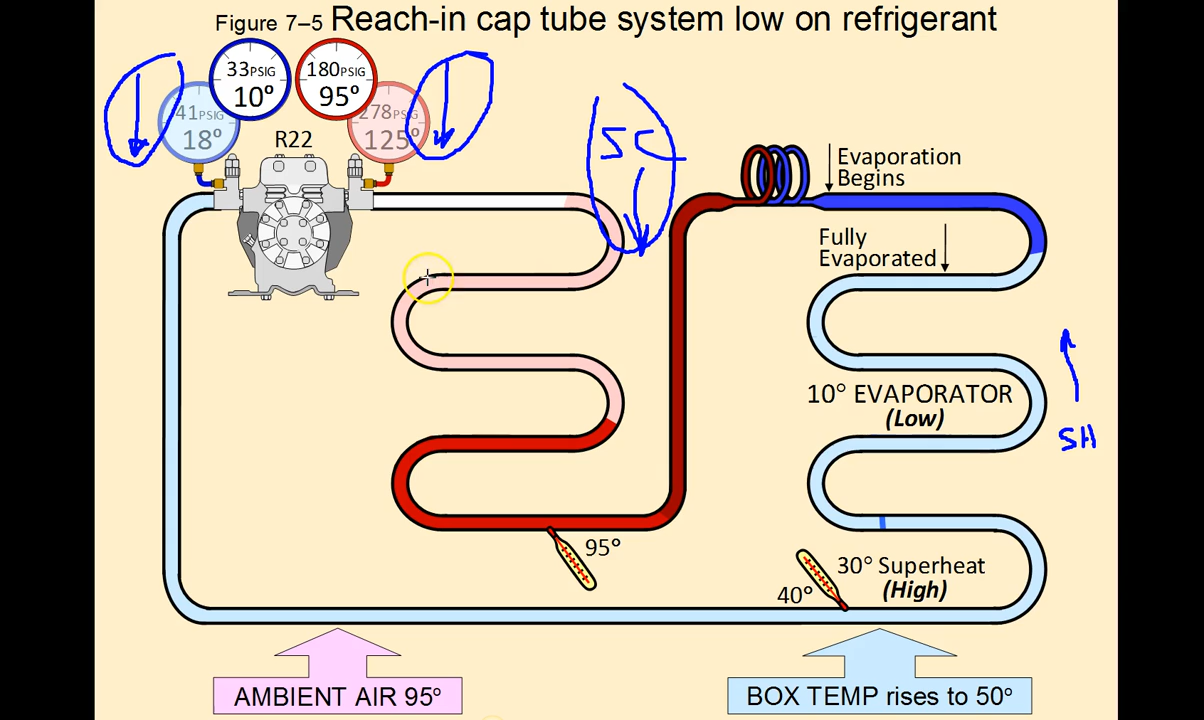 Figure 7–5 Reach-in cap tube system low on refrigerant
33PSIG
10°
180PSIG
95°
41PSIG
18°
278PSIG
125°
R22
SC
Evaporation
Begins
Fully
Evaporated
10° EVAPORATOR
(Low)
SH
95°
30° Superheat
(High)
40°
AMBIENT AIR 95°
BOX TEMP rises to 50°